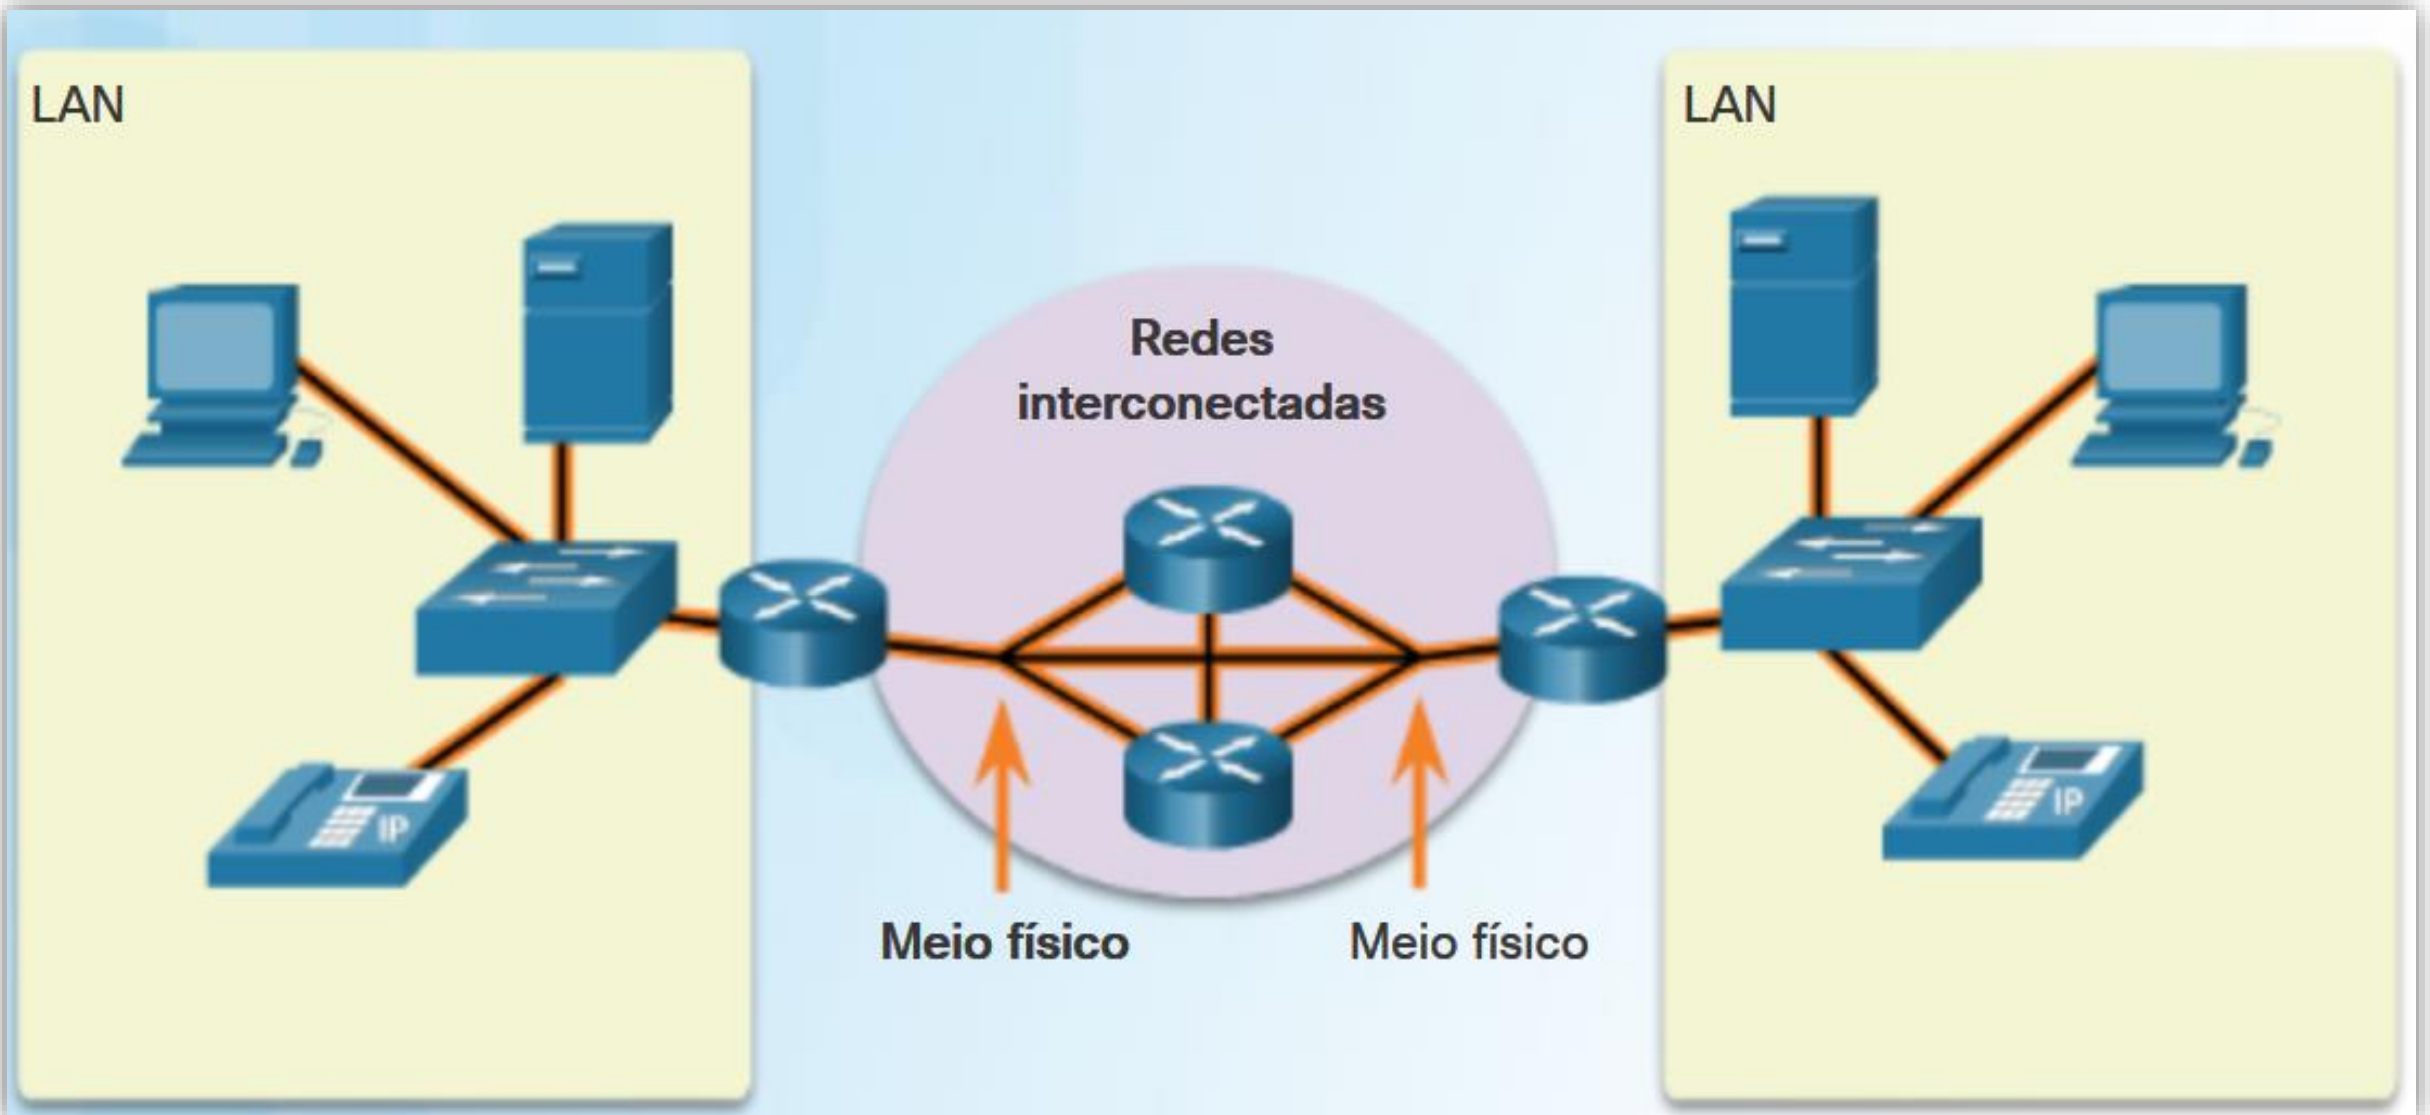 LAN
LAN
Redes
interconectadas
IP
IP
Meio físico
Meio físico